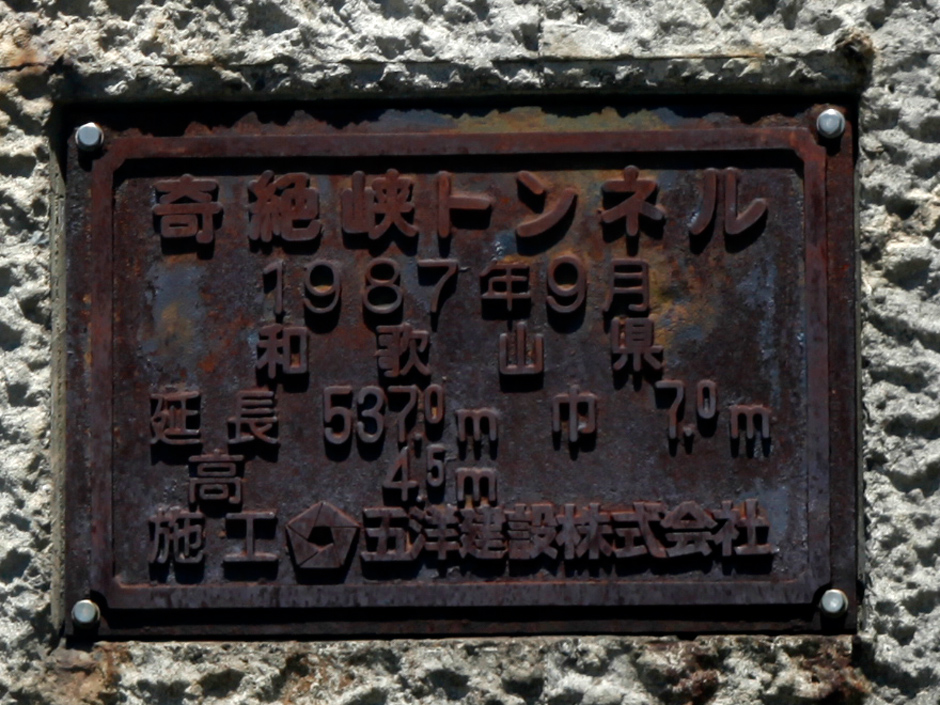 奇絶峡トンネル
1987年9月
和歌山県
延長 537.0m 巾 7.0m
高 4.5m
施工 五洋建設株式会社